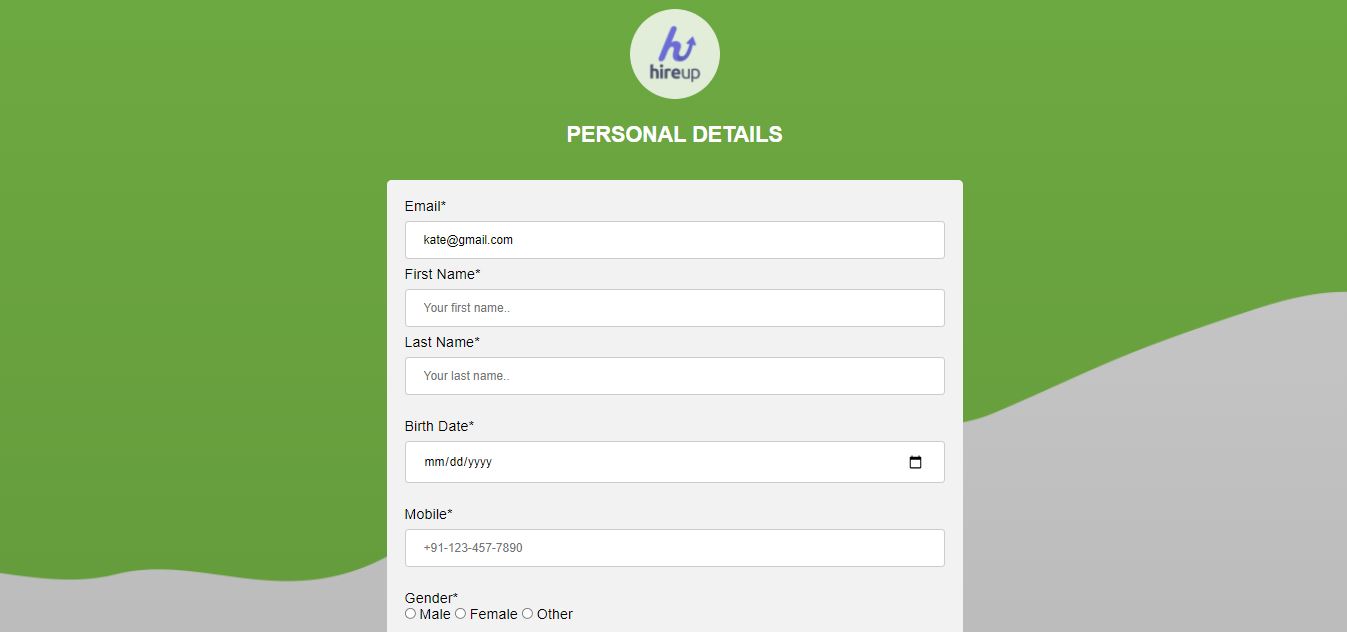 hireup
PERSONAL DETAILS
Email*
kate@gmail.com
First Name*
Your first name..
Last Name*
Your last name..
Birth Date*
mm/dd/yyyy
Mobile*
+91-123-457-7890
Gender*
Male Female Other